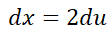 dx = 2du